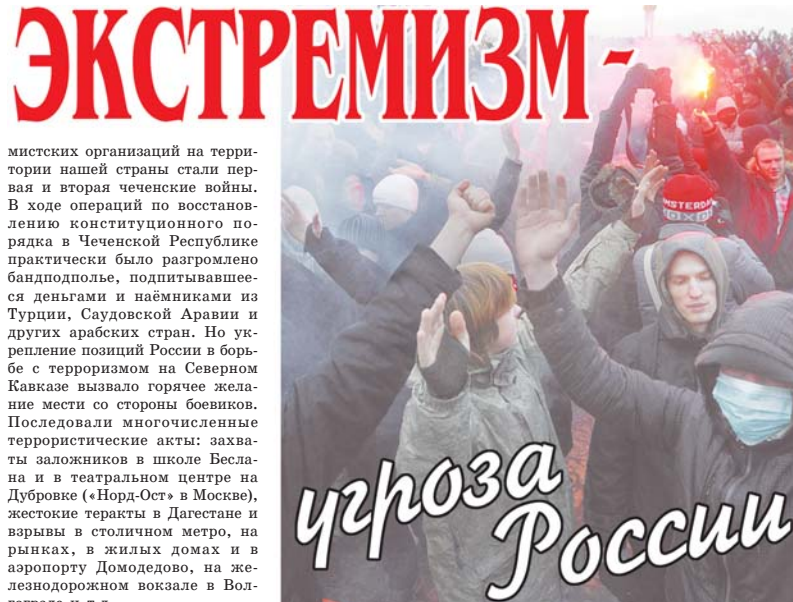 ЭКСТРЕМИЗМ -
угроза
России
мистских организаций на терри-
тории нашей страны стали пер-
вая и вторая чеченские войны.
В ходе операций по восстанов-
лению конституционного по-
рядка в Чеченской Республике
практически было разгромлено
бандподполье, подпитывавшее-
ся деньгами и наёмниками из
Турции, Саудовской Аравии и
других арабских стран. Но ук-
репление позиций России в борь-
бе с терроризмом на Северном
Кавказе вызвало горячее жела-
ние мести со стороны боевиков.
Последовали многочисленные
террористические акты: захва-
ты заложников в школе Бесла-
на и в театральном центре на
Дубровке («Норд-Ост» в Москве),
жестокие теракты в Дагестане и
взрывы в столичном метро, на
рынках, в жилых домах и в
аэропорту Домодедово, на же-
лезнодорожном вокзале в Вол-
AMSTERDAM